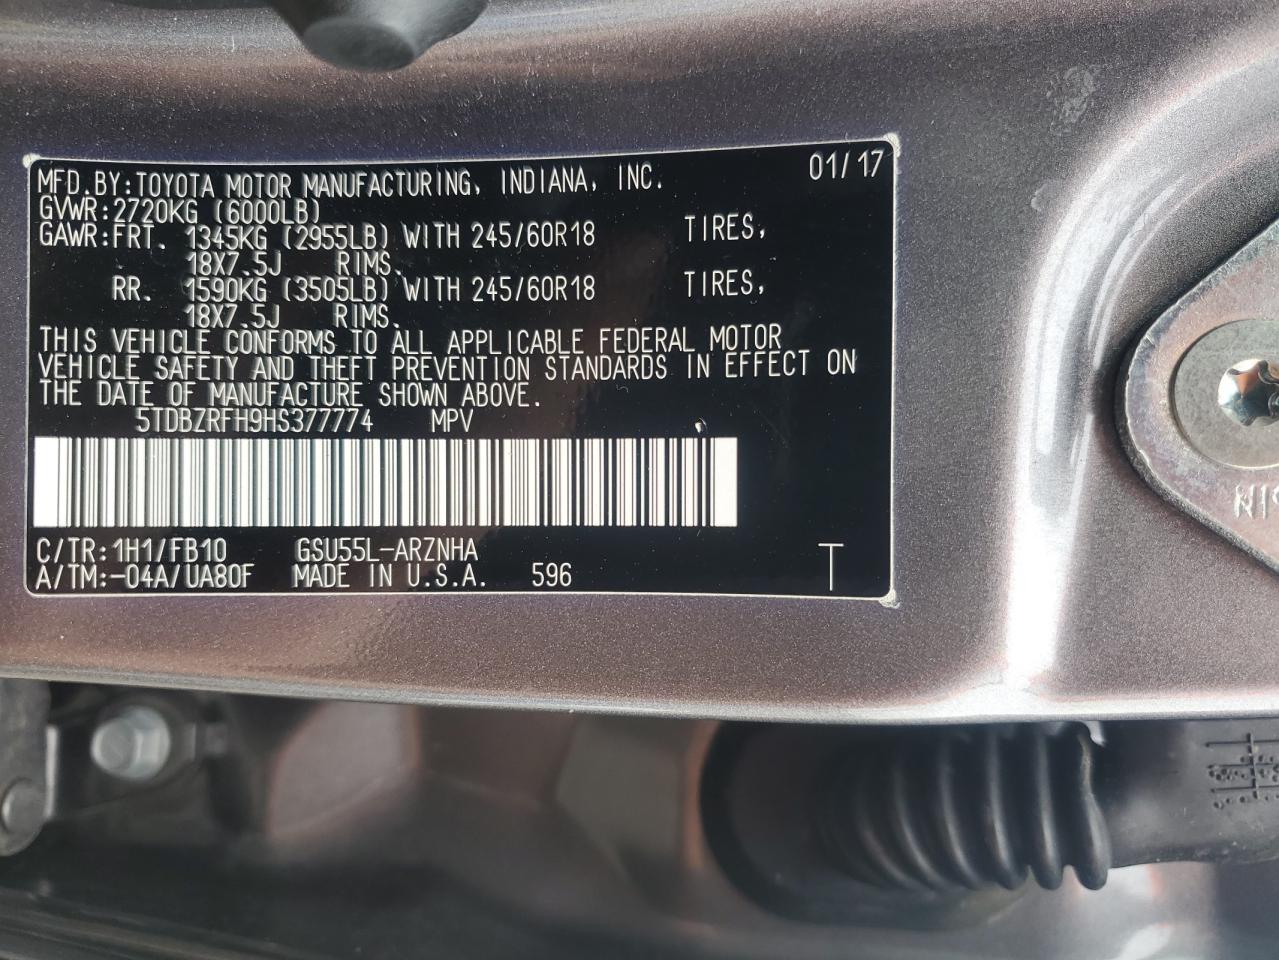 MFD.BY:TOYOTA MOTOR MANUFACTURING, INDIANA, INC. 01/17
GVWR:2720KG (6000LB)
GAWR:FRT. 1345KG (2955LB) WITH 245/60R18 TIRES,
18X7.5J RIMS.
RR. 1590KG (3505LB) WITH 245/60R18 TIRES,
18X7.5J RIMS.
THIS VEHICLE CONFORMS TO ALL APPLICABLE FEDERAL MOTOR
VEHICLE SAFETY AND THEFT PREVENTION STANDARDS IN EFFECT ON
THE DATE OF MANUFACTURE SHOWN ABOVE.
5TDBZRFH9HS377774 MPV
C/TR:1H1/FB10 GSU55L-ARZNHA
A/TM:-04A/UA80F MADE IN U.S.A. 596 T